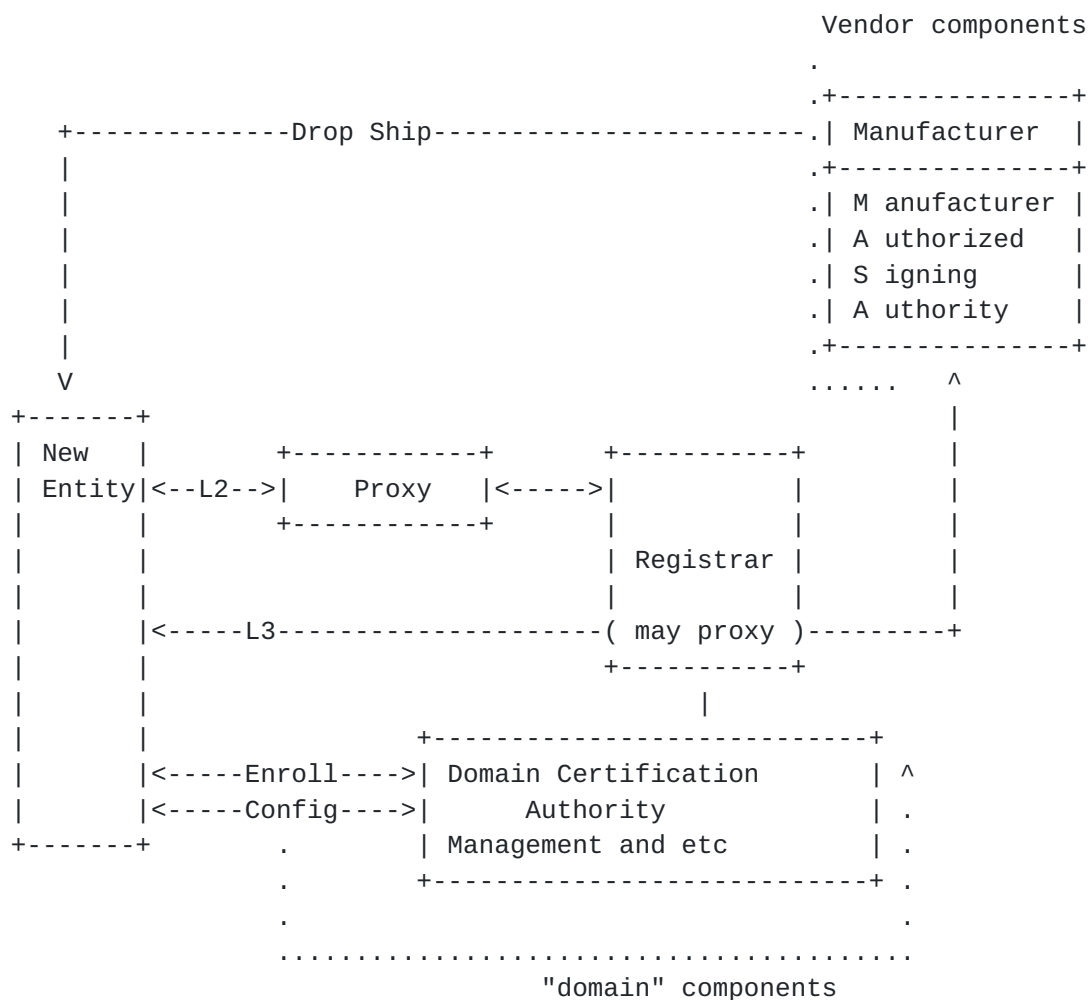 Vendor components
Drop Ship
Manufacturer
M anufacturer
A uthorized
S igning
A uthority
V
New
Entity
L2
Proxy
Registrar
L3
( may proxy )
Enroll
Domain Certification
Config
Authority
Management and etc
"domain" components